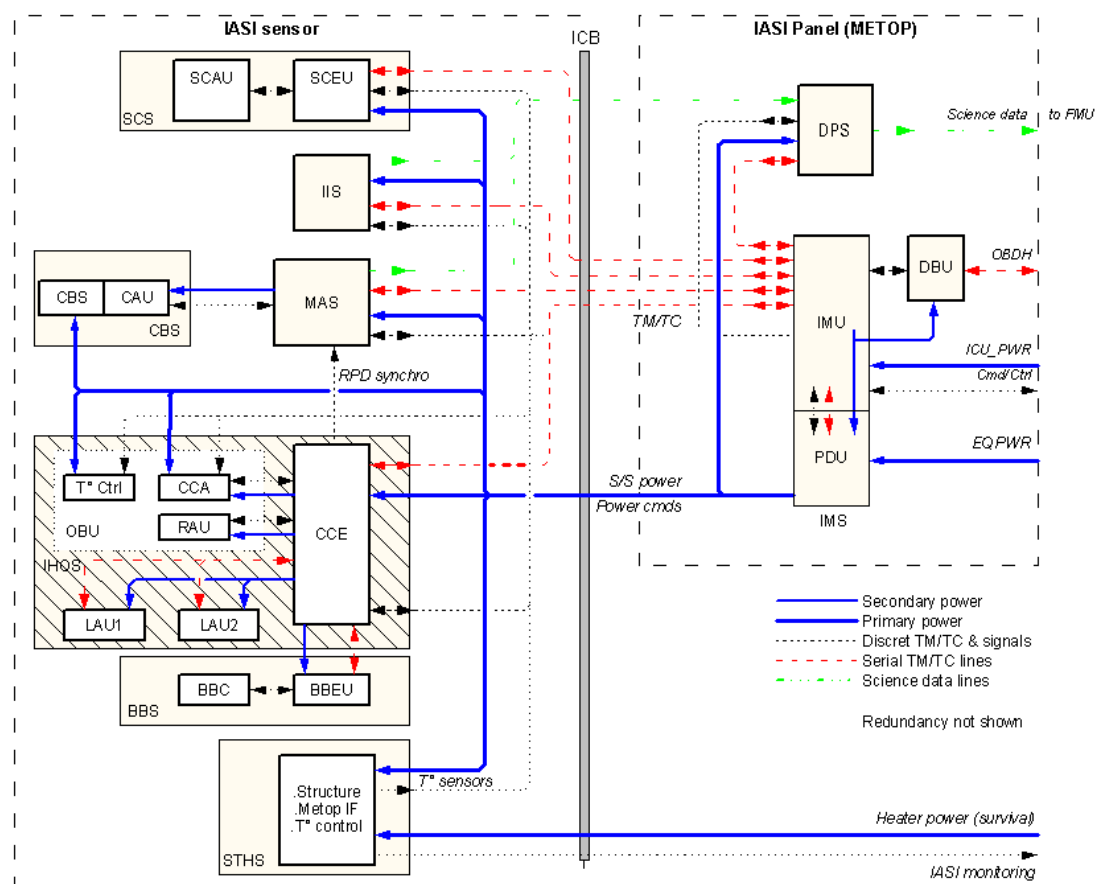 IASI sensor
ICB
IASI Panel (METOP)
SCAU
SCEU
SCS
DPS
Science data
to FMU
IIS
CBS
CAU
CBS
MAS
TM/TC
IMU
DBU
OBDH
RPD synchro
ICU_PWR
Cmd/Ctrl
T° Ctrl
CCA
CCE
S/S power
Power cmds
PDU
EQPWR
IMS
OBU
RAU
IHOS
LAU1
LAU2
Secondary power
Primary power
Discret TM/TC & signals
Serial TM/TC lines
Science data lines
Redundancy not shown
BBC
BBEU
BBS
T° sensors
.Structure
.Metop IF
.T° control
STHS
Heater power (survival)
IASI monitoring